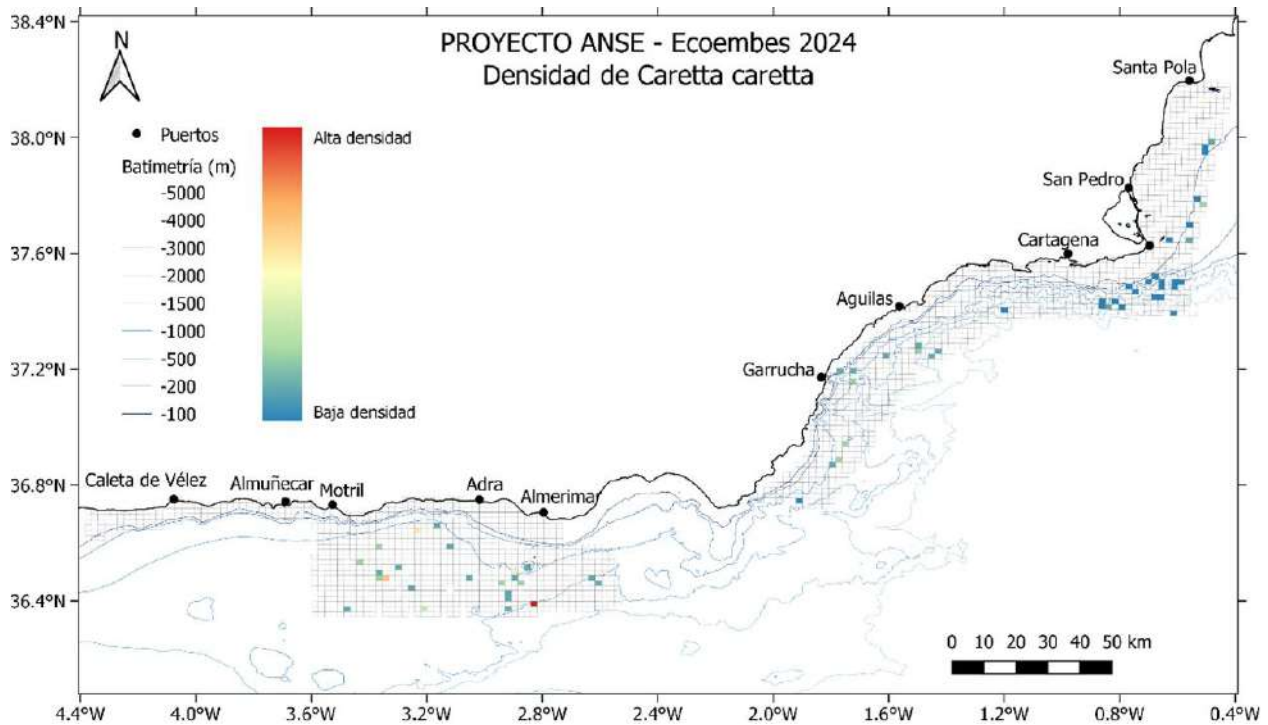 PROYECTO ANSE - Ecoembes 2024
Densidad de Caretta caretta
N
Puertos
Batimetría (m)
-5000
-4000
-3000
-2000
-1500
-1000
-500
-200
-100
Alta densidad
Baja densidad
Santa Pola
San Pedro
Cartagena
Aguilas
Garrucha
Caleta de Vélez
Almuñecar
Motril
Adra
Almerimar
38.4°N
38.0°N
37.6°N
37.2°N
36.8°N
36.4°N
0 10 20 30 40 50 km
4.4°W 4.0°W 3.6°W 3.2°W 2.8°W 2.4°W 2.0°W 1.6°W 1.2°W 0.8°W 0.4°W